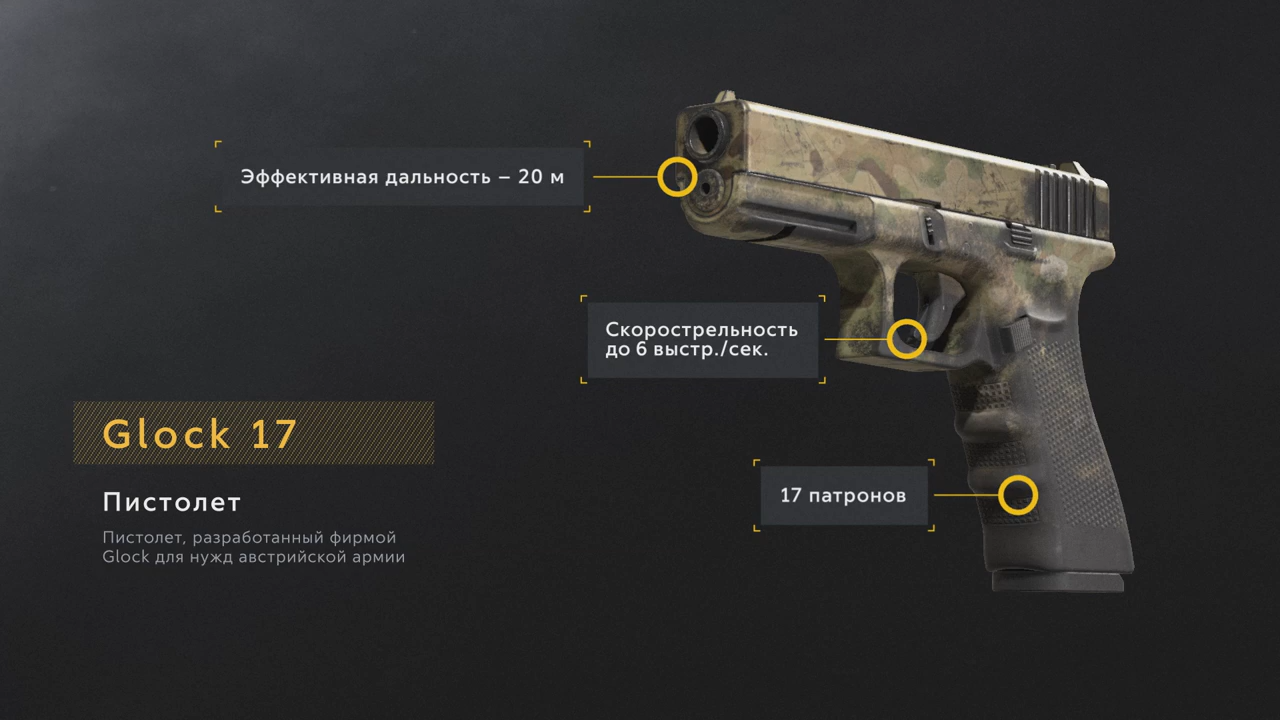 Эффективная дальность – 20 м
Скорострельность
до 6 выстр./сек.
Glock 17
17 патронов
Пистолет
Пистолет, разработанный фирмой
Glock для нужд австрийской армии